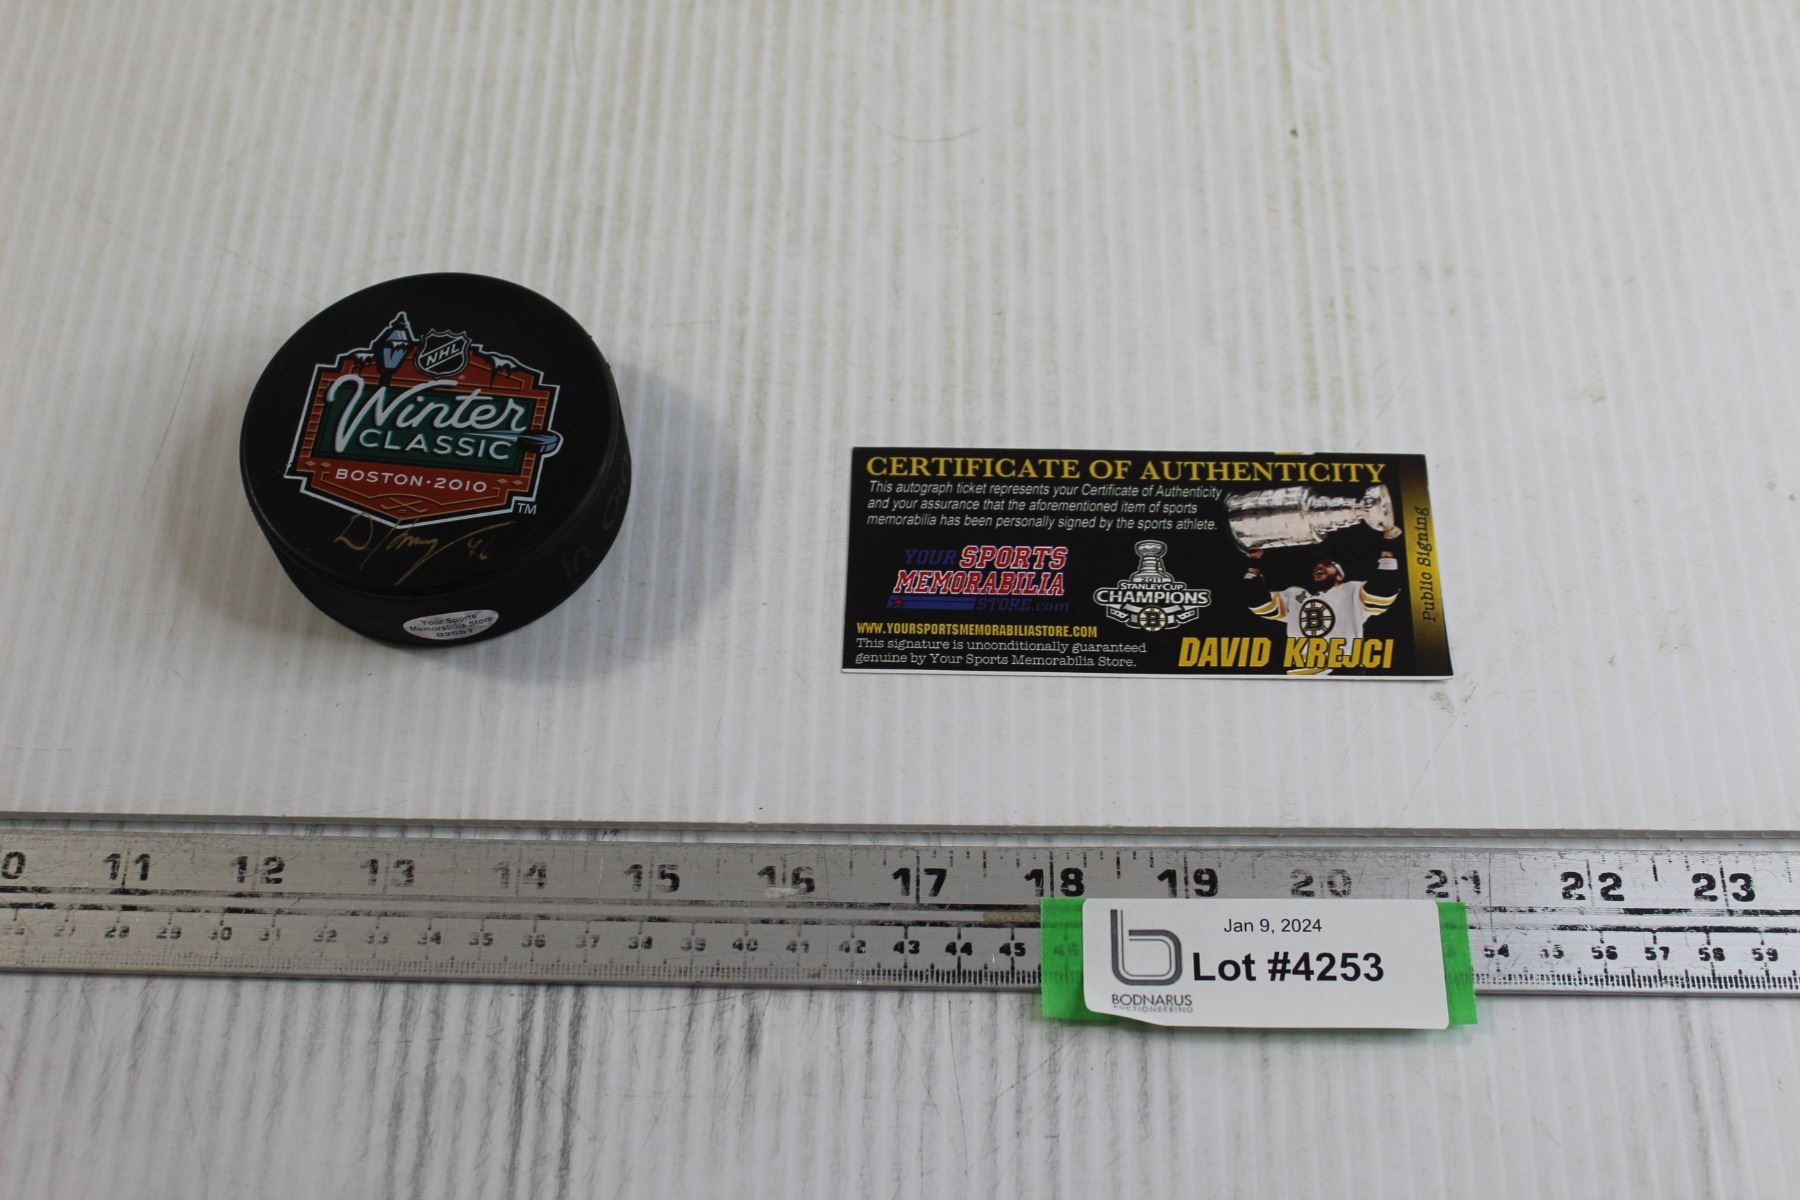 NHL
Winter
CLASSIC
BOSTON · 2010
TM
46
Your Sports
Memorabilia Store
CERTIFICATE OF AUTHENTICITY
This autograph ticket represents your Certificate of Authenticity
and your assurance that the aforementioned item of sports
memorabilia has been personally signed by the sports athlete.
YOUR SPORTS
MEMORABILIA
STORE.com
2011
STANLEY CUP
CHAMPIONS
B
B
WWW.YOURSPORTSMEMORABILIASTORE.COM
This signature is unconditionally guaranteed
genuine by Your Sports Memorabilia Store.
DAVID KREJCI
Public Signing
0 11 12 13 14 15 16 17 18 19 20 21 22 23
27 28 29 30 31 32 33 34 35 36 37 38 39 40 41 42 43 44 45 54 55 56 57 58 59
Jan 9, 2024
Lot #4253
BODNARUS
AUCTIONEERING